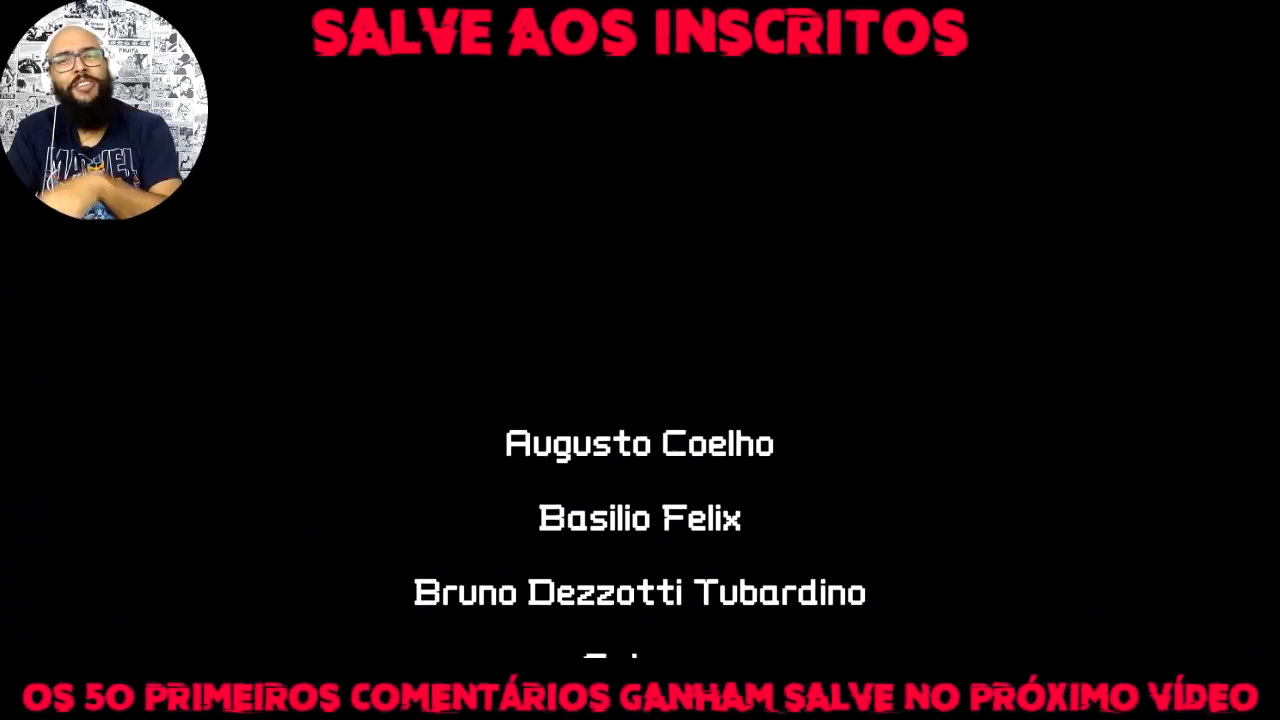 SALVE AOS INSCRITOS
MARVEL
Augusto Coelho
Basilio Felix
Bruno Dezzotti Tubardino
OS 50 PRIMEIROS COMENTÁRIOS GANHAM SALVE NO PRÓXIMO VÍDEO